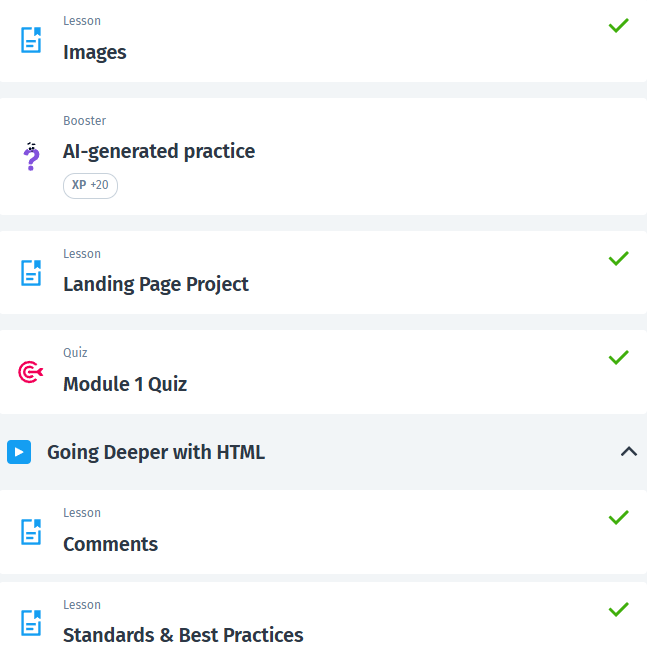 Lesson
Images
Booster
AI-generated practice
XP +20
Lesson
Landing Page Project
Quiz
Module 1 Quiz
Going Deeper with HTML
Lesson
Comments
Lesson
Standards & Best Practices